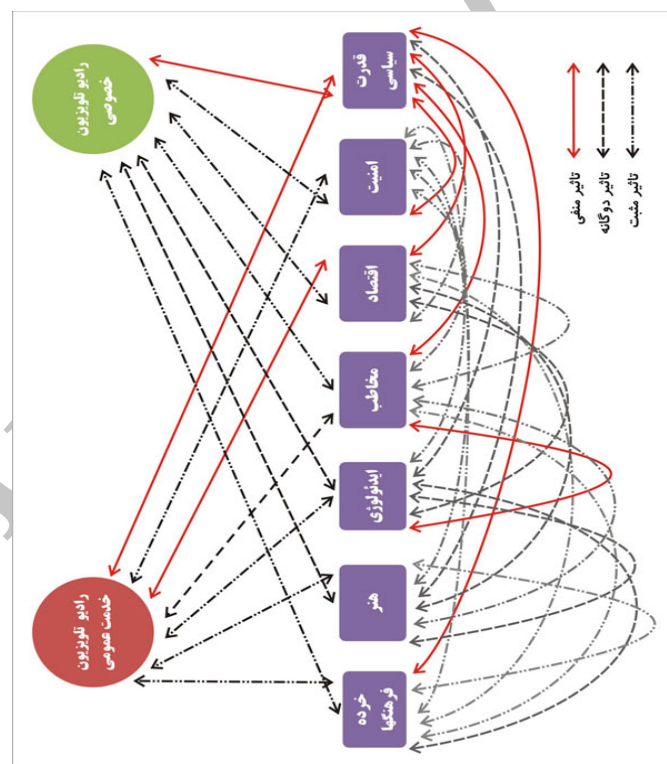 رادیو تلویزیون
خصوصی
رادیو تلویزیون
خدمت عمومی
قدرت
سیاسی
امنیت
اقتصاد
مخاطب
ایدئولوژی
هنر
خرده
فرهنگها
تاثیر منفی
تاثیر دوگانه
تاثیر مثبت